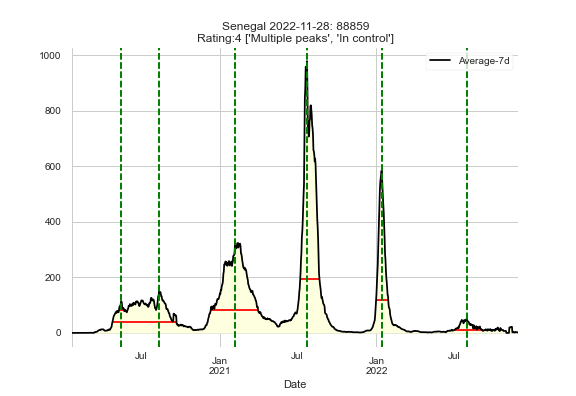 Senegal 2022-11-28: 88859
Rating:4 ['Multiple peaks', 'In control']
Average-7d
1000
800
600
400
200
0
Jul
Jan
2021
Jul
Jan
2022
Jul
Date